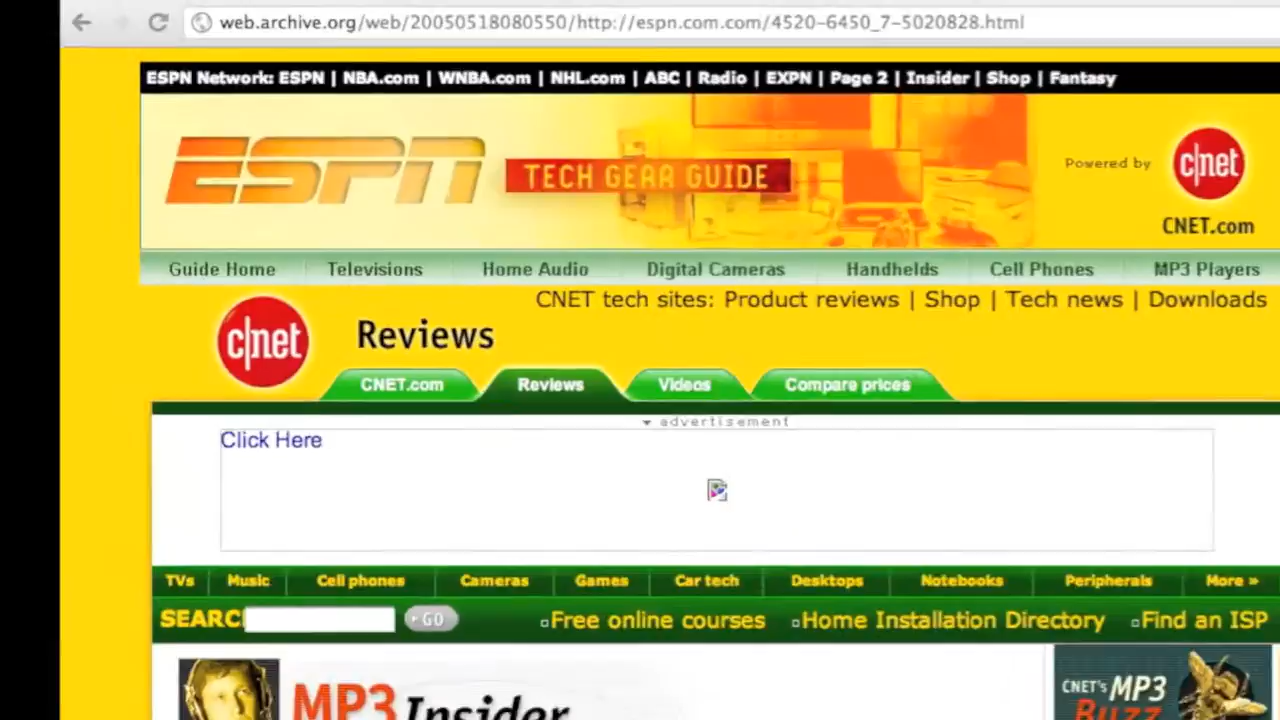 web.archive.org/web/20050518080550/http://espn.com.com/4520-6450_7-5020828.html
ESPN Network: ESPN | NBA.com | WNBA.com | NHL.com | ABC | Radio | EXPN | Page 2 | Insider | Shop | Fantasy
ESPN TECH GEAR GUIDE
Powered by c|net
CNET.com
Guide Home Televisions Home Audio Digital Cameras Handhelds Cell Phones MP3 Players
CNET tech sites: Product reviews | Shop | Tech news | Downloads
c|net Reviews
CNET.com Reviews Videos Compare prices
advertisement
Click Here
TVs Music Cell phones Cameras Games Car tech Desktops Notebooks Peripherals More »
SEARC GO Free online courses Home Installation Directory Find an ISP
MP3 Insider
CNET's MP3
Buzz